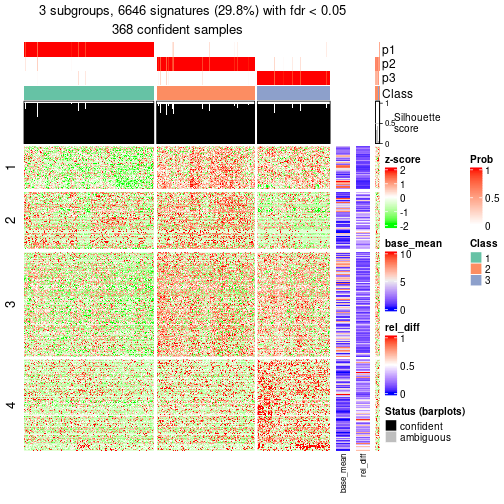 3 subgroups, 6646 signatures (29.8%) with fdr < 0.05
368 confident samples
p1
p2
p3
Class
1
0.5
0
Silhouette
score
1
2
3
4
base_mean
rel_diff
z-score
2
1
0
-1
-2
Prob
1
0.5
0
base_mean
10
5
0
Class
1
2
3
rel_diff
1
0.5
0
Status (barplots)
confident
ambiguous